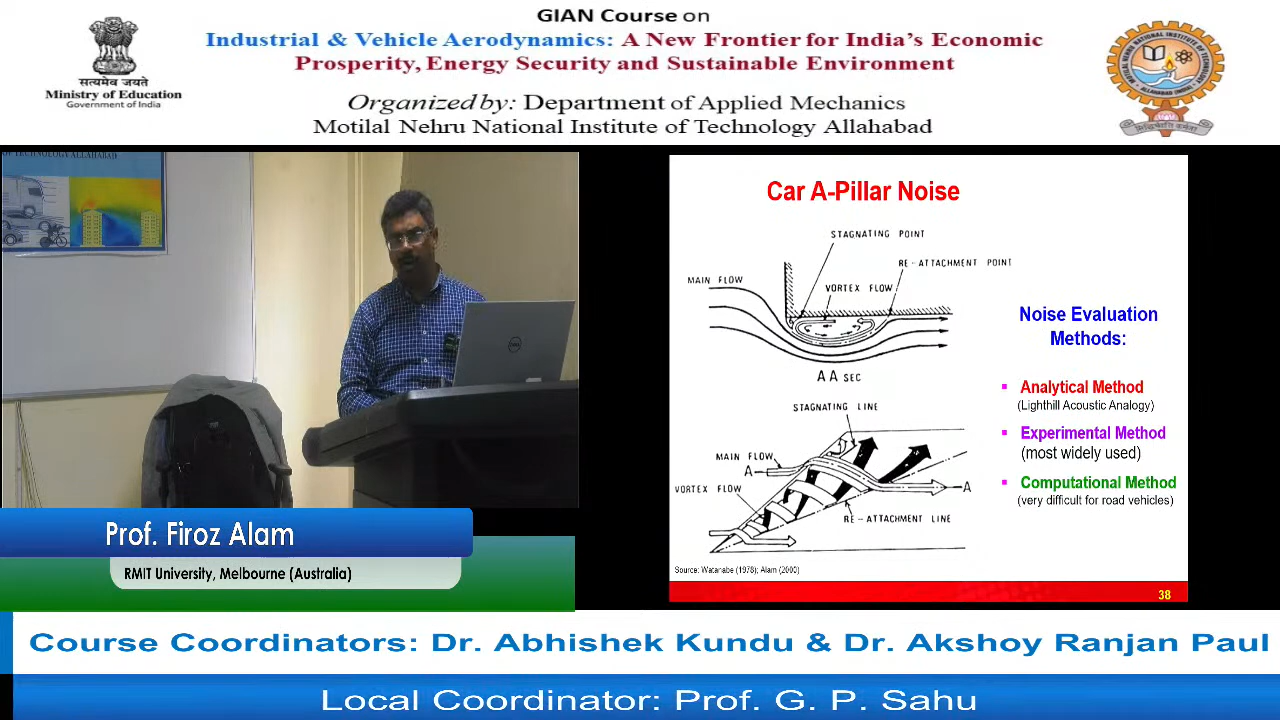 GIAN Course on
Industrial & Vehicle Aerodynamics: A New Frontier for India's Economic
Prosperity, Energy Security and Sustainable Environment
Organized by: Department of Applied Mechanics
Motilal Nehru National Institute of Technology Allahabad
सत्यमेव जयते
Ministry of Education
Government of India
OF TECHNOLOGY ALLAHABAD
DELL
Car A-Pillar Noise
STAGNATING POINT
RE-ATTACHMENT POINT
MAIN FLOW
VORTEX FLOW
A A SEC
STAGNATING LINE
MAIN FLOW
A
A
VORTEX FLOW
RE-ATTACHMENT LINE
Noise Evaluation
Methods:
▪ Analytical Method
(Lighthill Acoustic Analogy)
▪ Experimental Method
(most widely used)
▪ Computational Method
(very difficult for road vehicles)
Source: Watanabe (1978); Alam (2000)
38
Prof. Firoz Alam
RMIT University, Melbourne (Australia)
Course Coordinators: Dr. Abhishek Kundu & Dr. Akshoy Ranjan Paul
Local Coordinator: Prof. G. P. Sahu